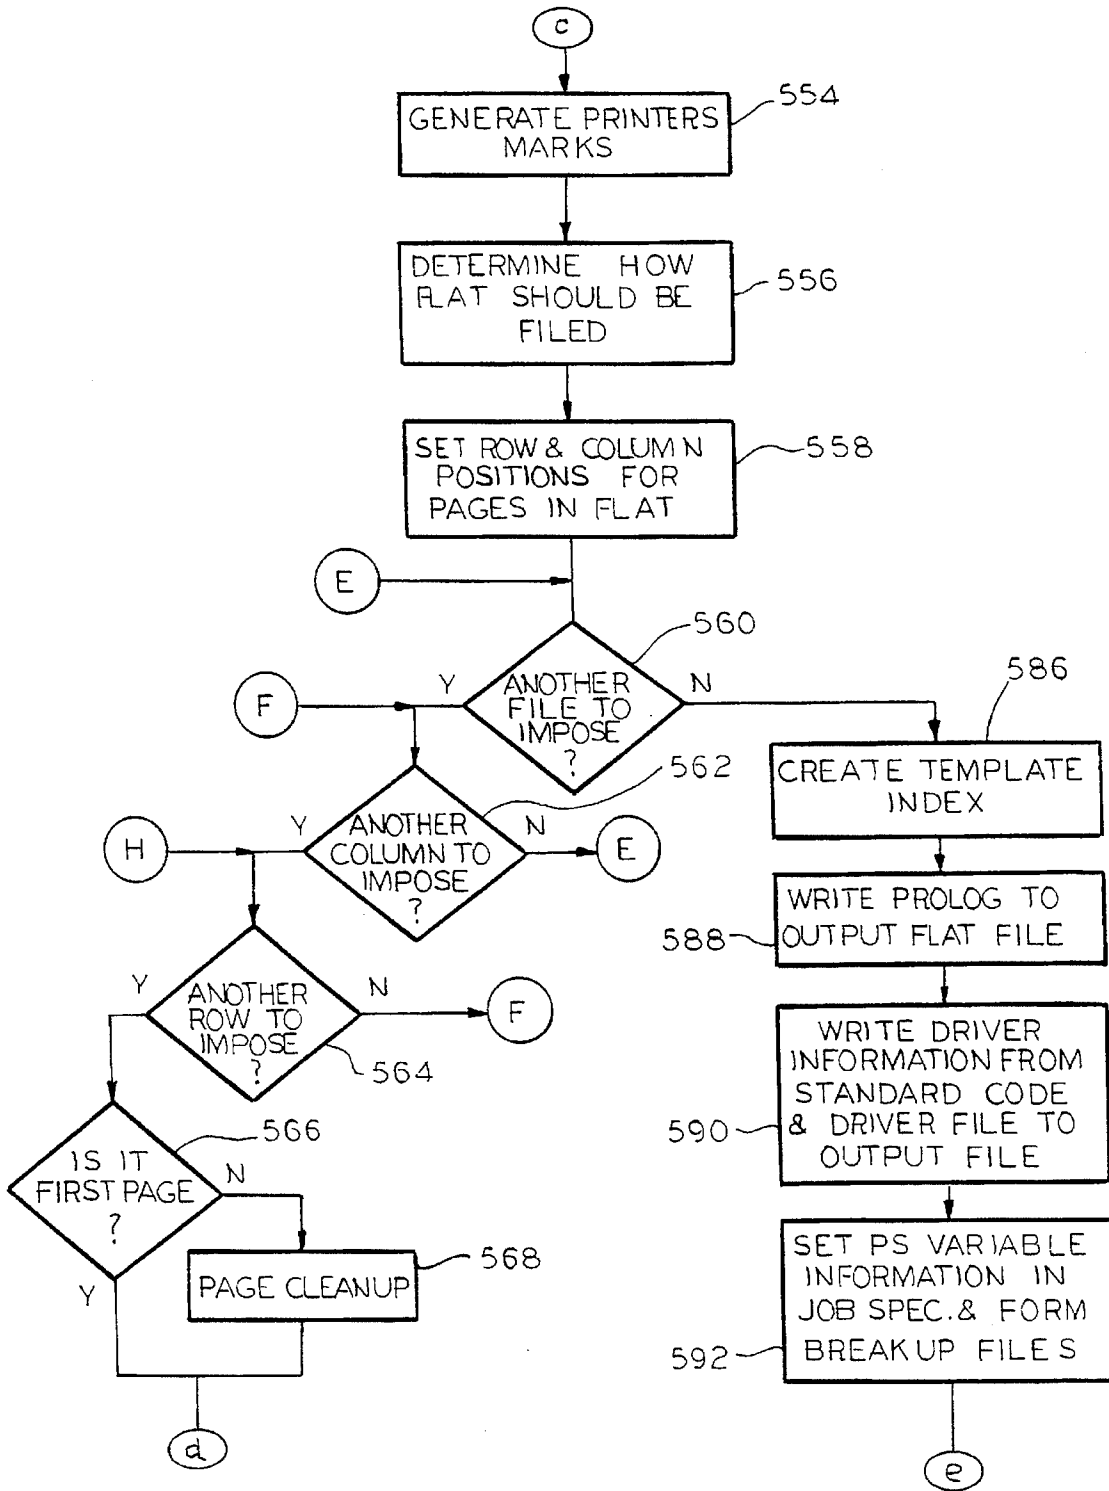 c
GENERATE PRINTERS
MARKS
554
DETERMINE HOW
FLAT SHOULD BE
FILED
556
SET ROW & COLUMN
POSITIONS FOR
PAGES IN FLAT
558
E
560
ANOTHER
FILE TO
IMPOSE
?
Y
N
F
586
CREATE TEMPLATE
INDEX
562
ANOTHER
COLUMN TO
IMPOSE
?
Y
N
E
H
WRITE PROLOG TO
OUTPUT FLAT FILE
588
ANOTHER
ROW TO
IMPOSE
?
Y
N
F
564
WRITE DRIVER
INFORMATION FROM
STANDARD CODE
& DRIVER FILE TO
OUTPUT FILE
590
566
IS IT
FIRST PAGE
?
N
Y
568
PAGE CLEANUP
SET PS VARIABLE
INFORMATION IN
JOB SPEC. & FORM
BREAKUP FILES
592
d
e